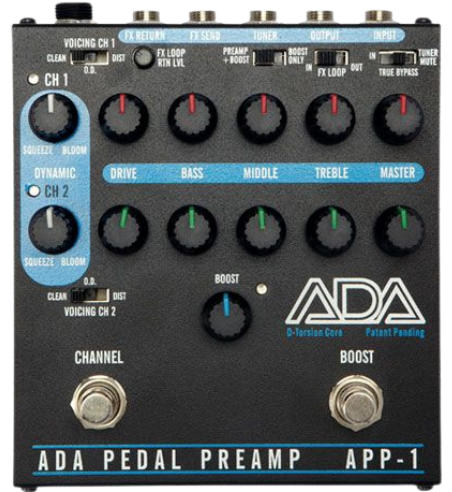 FX RETURN FX SEND TUNER OUTPUT INPUT
VOICING CH 1
CLEAN O.D. DIST
FX LOOP
RTN LVL
PREAMP
+ BOOST
BOOST
ONLY
IN OUT
FX LOOP
IN TUNER
MUTE
TRUE BYPASS
CH 1
SQUEEZE BLOOM
DYNAMIC DRIVE BASS MIDDLE TREBLE MASTER
CH 2
SQUEEZE BLOOM
O.D.
CLEAN DIST
VOICING CH 2
BOOST
ADA
D-Torsion Core Patent Pending
CHANNEL BOOST
ADA PEDAL PREAMP APP-1